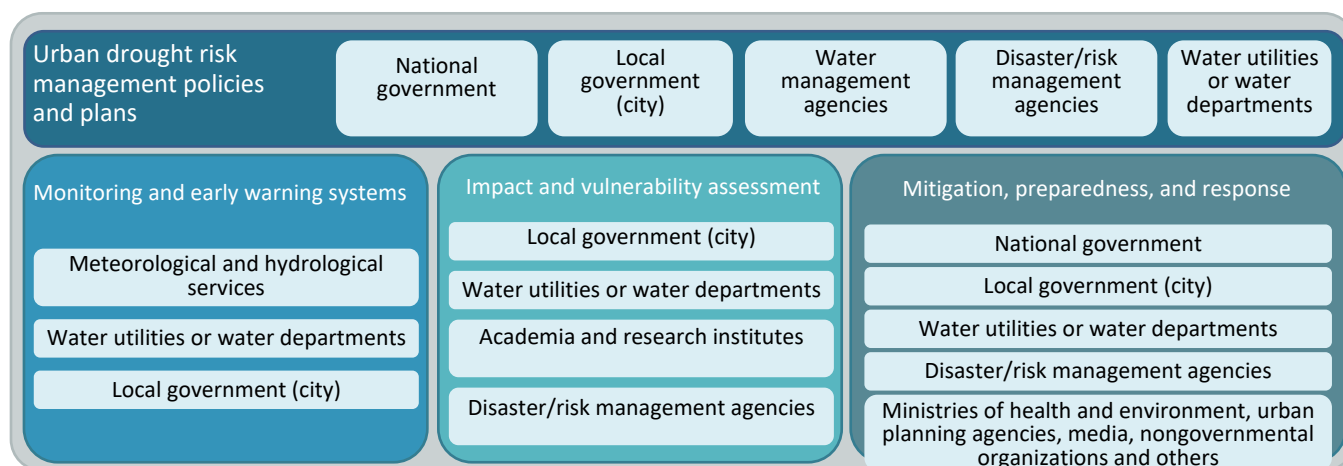 Urban drought risk
management policies
and plans
National
government
Local
government
(city)
Water
management
agencies
Disaster/risk
management
agencies
Water utilities
or water
departments
Monitoring and early warning systems
Meteorological and hydrological
services
Water utilities or water departments
Local government (city)
Impact and vulnerability assessment
Local government (city)
Water utilities or water departments
Academia and research institutes
Disaster/risk management agencies
Mitigation, preparedness, and response
National government
Local government (city)
Water utilities or water departments
Disaster/risk management agencies
Ministries of health and environment, urban
planning agencies, media, nongovernmental
organizations and others